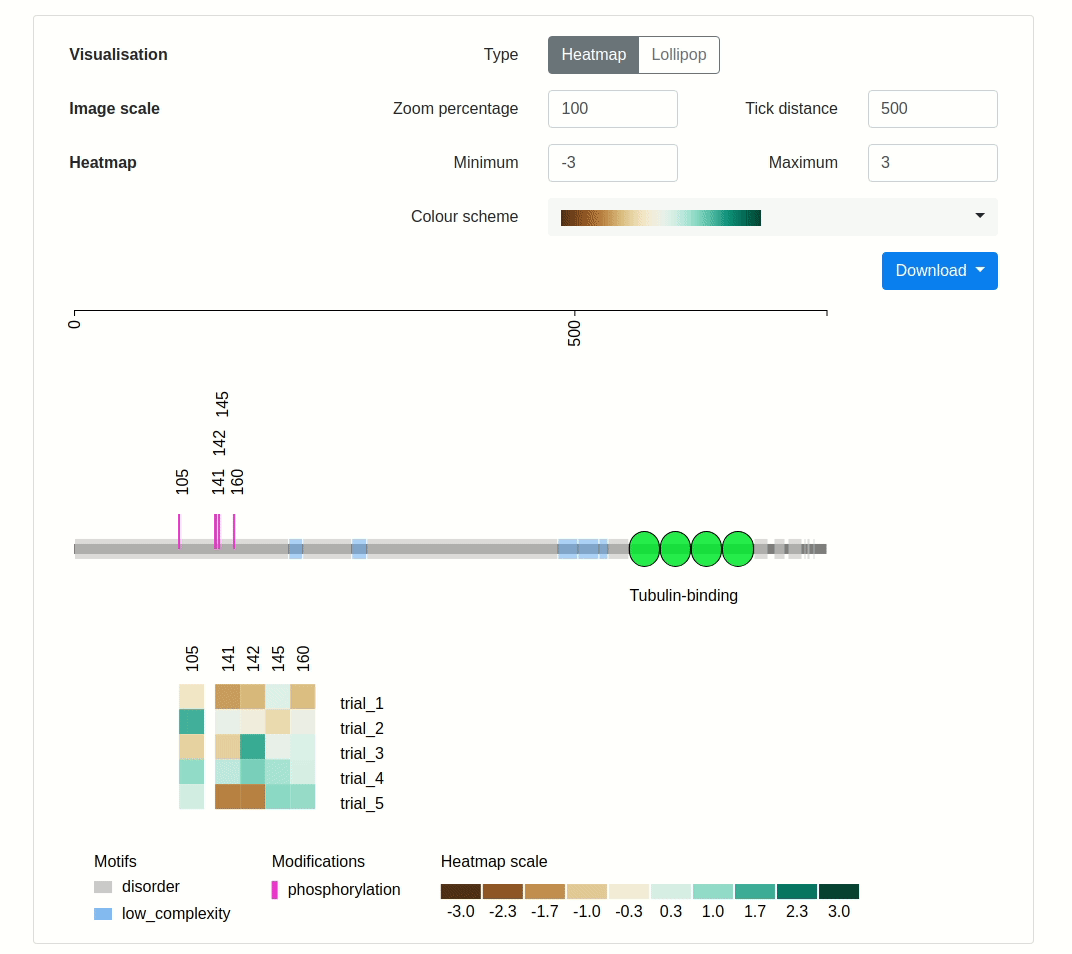 Visualisation Type Heatmap Lollipop
Image scale Zoom percentage 100 Tick distance 500
Heatmap Minimum -3 Maximum 3
Colour scheme
Download
0 500
145
142
105 141 160
Tubulin-binding
105 141 142 145 160
trial_1
trial_2
trial_3
trial_4
trial_5
Motifs Modifications Heatmap scale
disorder phosphorylation
low_complexity -3.0 -2.3 -1.7 -1.0 -0.3 0.3 1.0 1.7 2.3 3.0